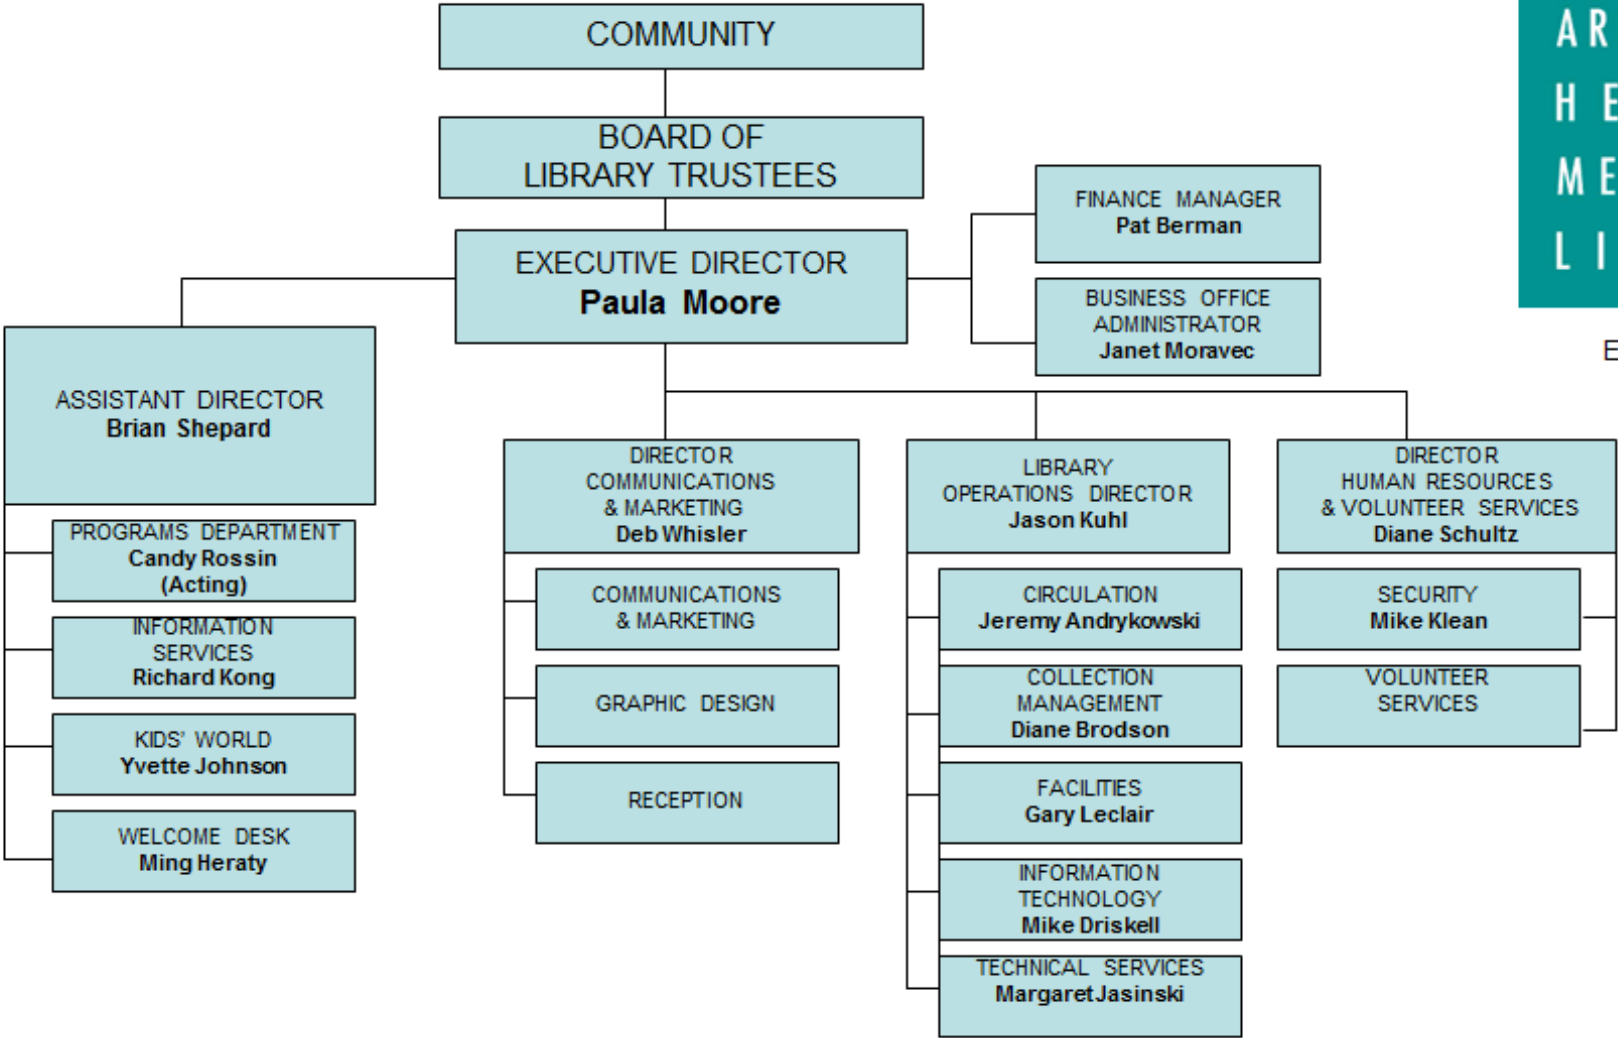 COMMUNITY
BOARD OF
LIBRARY TRUSTEES
EXECUTIVE DIRECTOR
Paula Moore
FINANCE MANAGER
Pat Berman
BUSINESS OFFICE
ADMINISTRATOR
Janet Moravec
AR
HE
ME
LI
E
ASSISTANT DIRECTOR
Brian Shepard
PROGRAMS DEPARTMENT
Candy Rossin
(Acting)
INFORMATION
SERVICES
Richard Kong
KIDS' WORLD
Yvette Johnson
WELCOME DESK
Ming Heraty
DIRECTOR
COMMUNICATIONS
& MARKETING
Deb Whisler
COMMUNICATIONS
& MARKETING
GRAPHIC DESIGN
RECEPTION
LIBRARY
OPERATIONS DIRECTOR
Jason Kuhl
CIRCULATION
Jeremy Andrykowski
COLLECTION
MANAGEMENT
Diane Brodson
FACILITIES
Gary Leclair
INFORMATION
TECHNOLOGY
Mike Driskell
TECHNICAL SERVICES
Margaret Jasinski
DIRECTOR
HUMAN RESOURCES
& VOLUNTEER SERVICES
Diane Schultz
SECURITY
Mike Klean
VOLUNTEER
SERVICES